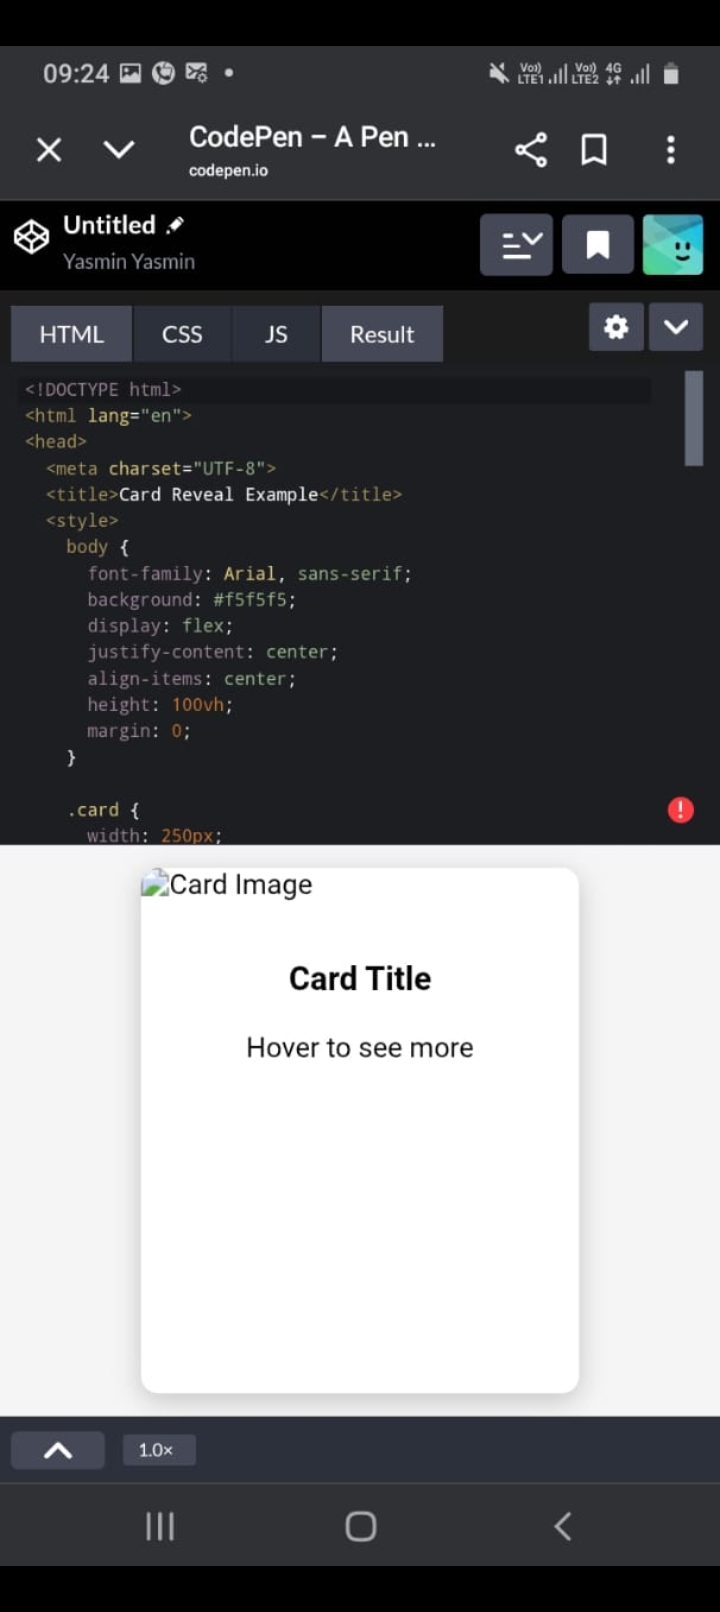 09:24
Vo) LTE1 Vo) LTE2 4G
CodePen – A Pen ...
codepen.io
Untitled
Yasmin Yasmin
HTML CSS JS Result
<!DOCTYPE html>
<html lang="en">
<head>
<meta charset="UTF-8">
<title>Card Reveal Example</title>
<style>
body {
font-family: Arial, sans-serif;
background: #f5f5f5;
display: flex;
justify-content: center;
align-items: center;
height: 100vh;
margin: 0;
}
.card {
width: 250px;
Card Image
Card Title
Hover to see more
1.0×